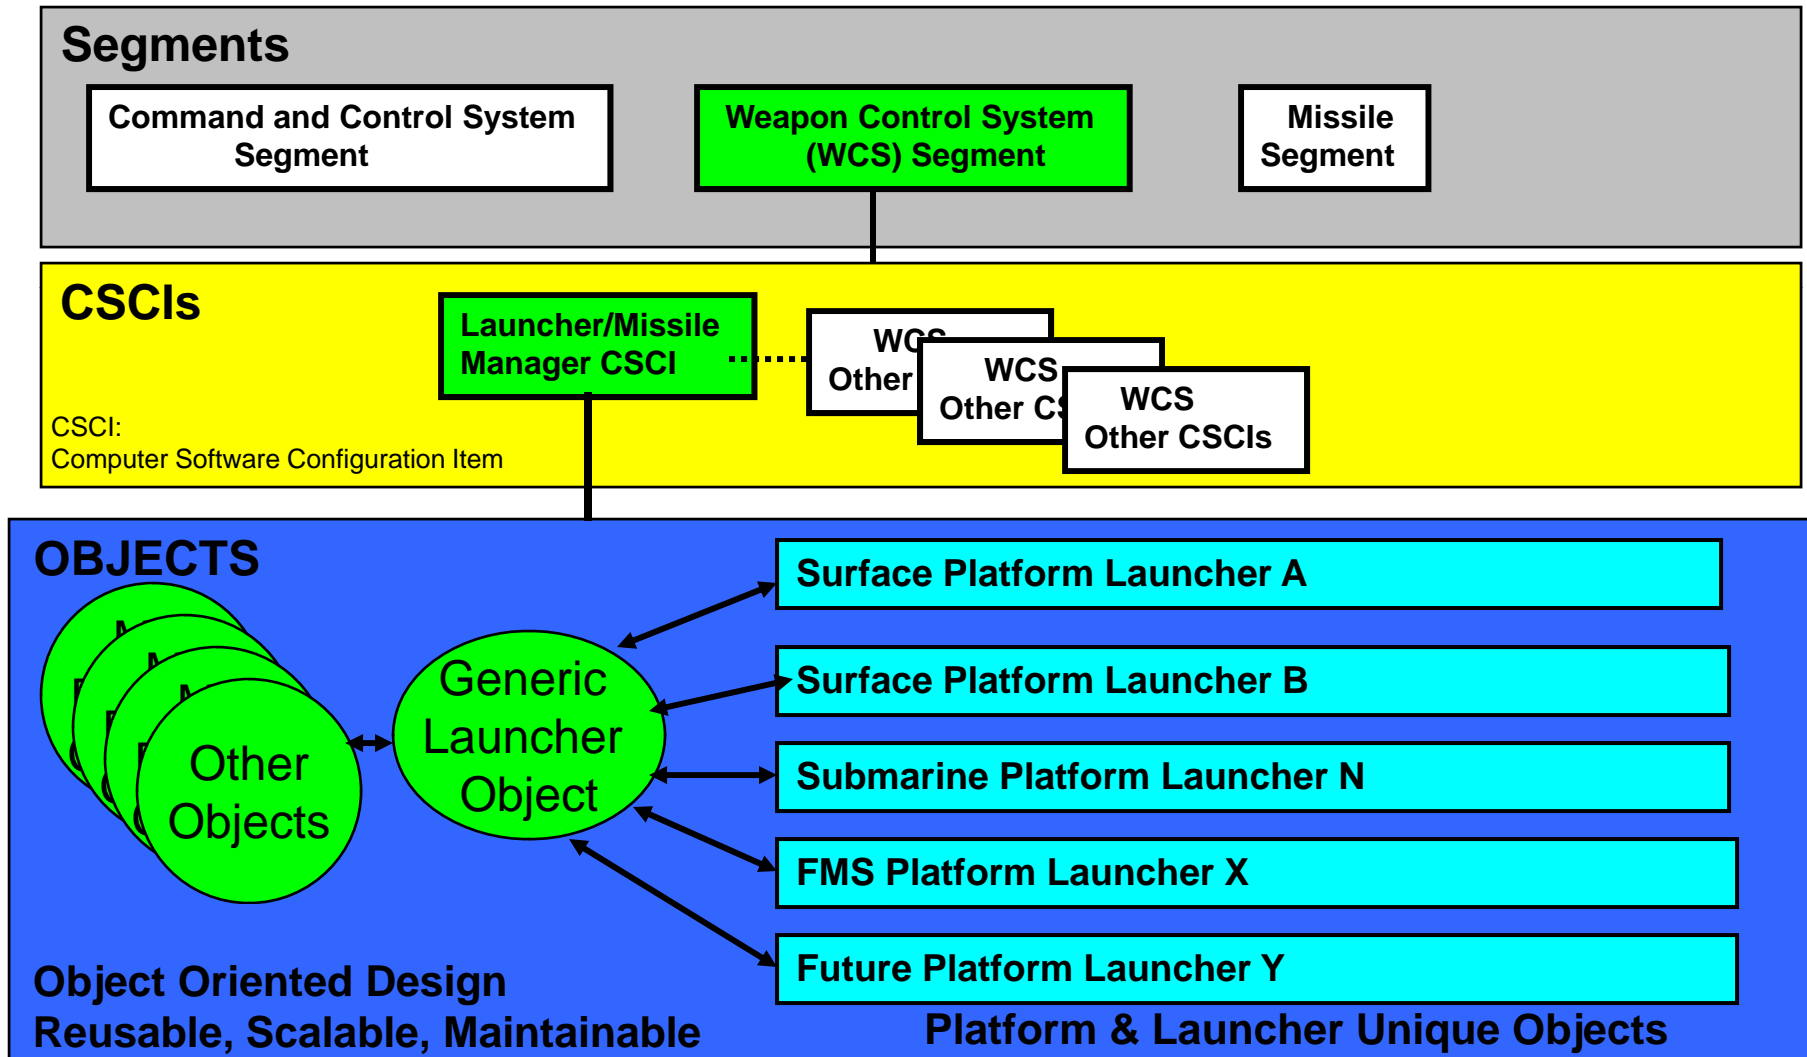 Segments
Command and Control System
Segment
Weapon Control System
(WCS) Segment
Missile
Segment
CSCIs
Launcher/Missile
Manager CSCI
Other
WCS
Other
WCS
Other CSCIs
CSCI:
Computer Software Configuration Item
OBJECTS
Other
Objects
Generic
Launcher
Object
Surface Platform Launcher A
Surface Platform Launcher B
Submarine Platform Launcher N
FMS Platform Launcher X
Future Platform Launcher Y
Object Oriented Design
Reusable, Scalable, Maintainable
Platform & Launcher Unique Objects